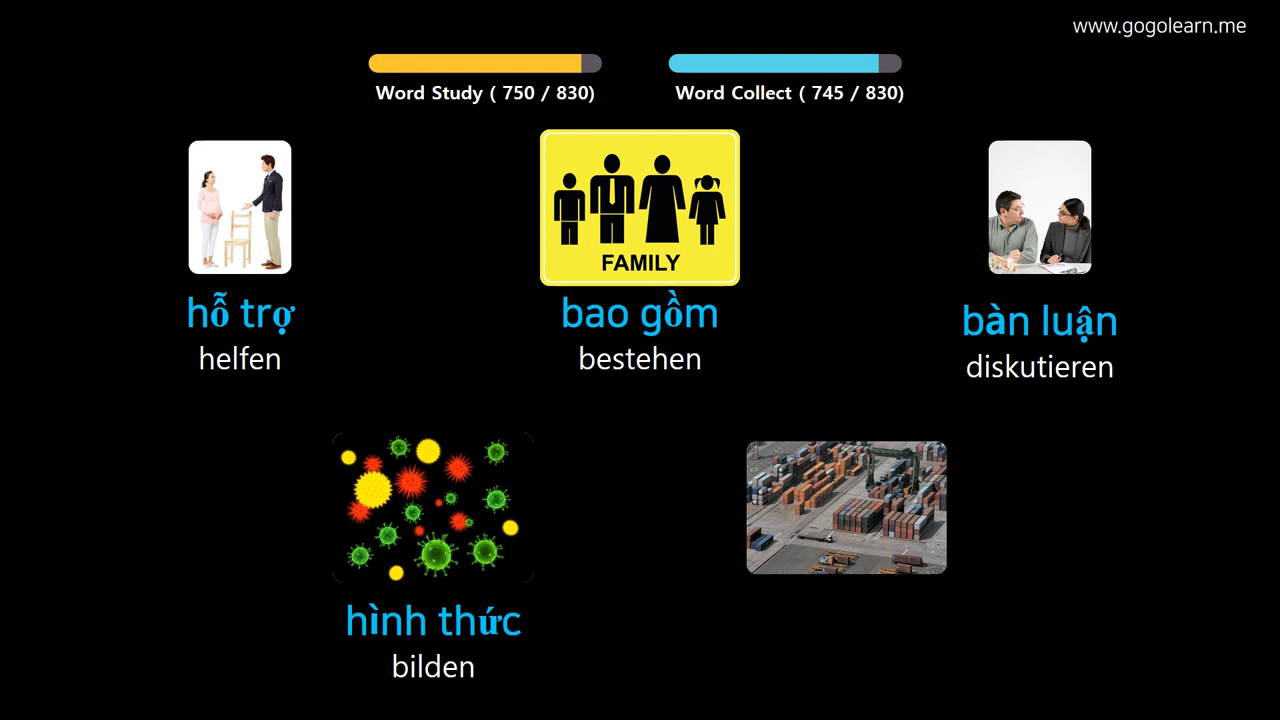 www.gogolearn.me
Word Study ( 750 / 830)
Word Collect ( 745 / 830)
FAMILY
hỗ trợ
helfen
bao gồm
bestehen
bàn luận
diskutieren
hình thức
bilden